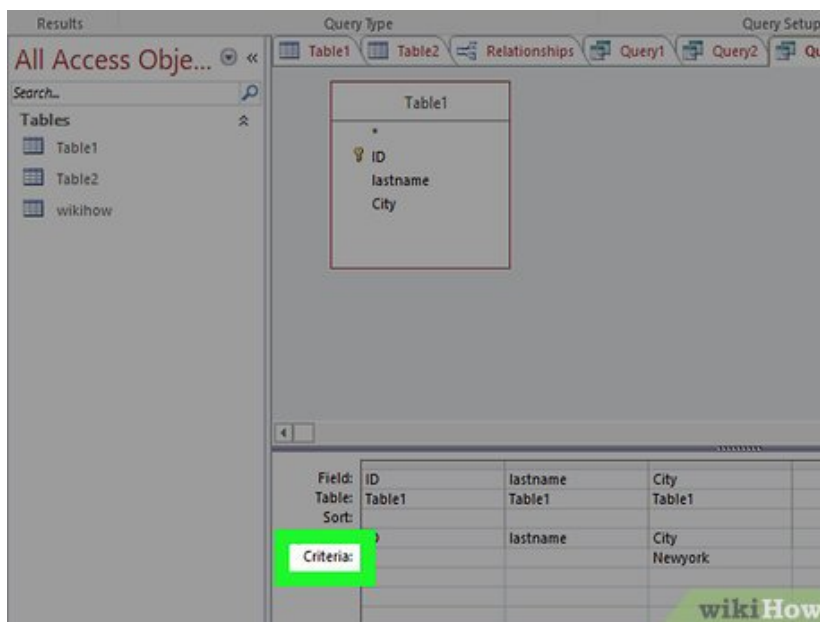 Results Query Type Query Setup
All Access Obje... «
Table1 Table2 Relationships Query1 Query2 Qu
Search...
Tables
Table1
Table2
wikihow
Table1
*
ID
lastname
City
Field: ID lastname City
Table: Table1 Table1 Table1
Sort:
lastname City
Criteria: Newyork
wikiHow